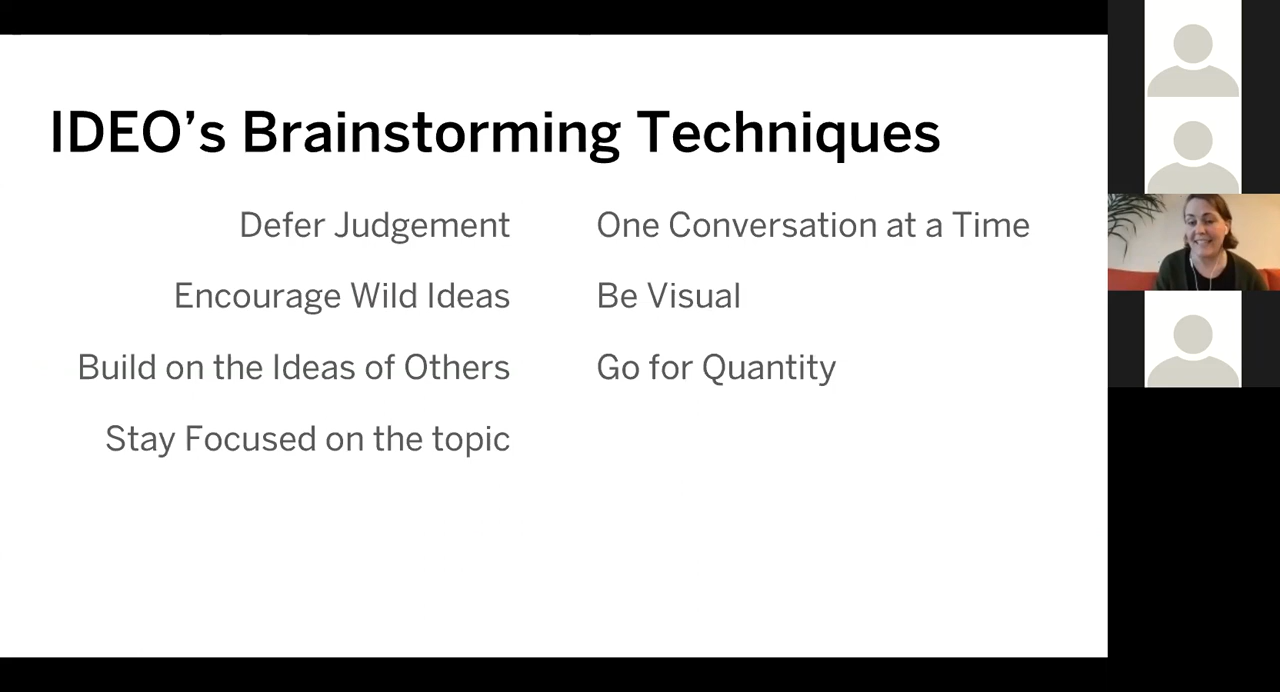 IDEO’s Brainstorming Techniques
Defer Judgement
Encourage Wild Ideas
Build on the Ideas of Others
Stay Focused on the topic
One Conversation at a Time
Be Visual
Go for Quantity